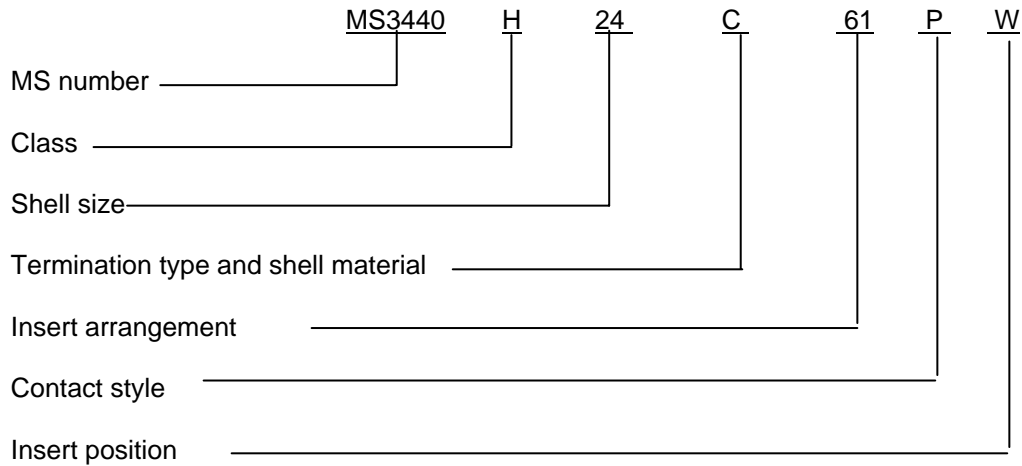 MS3440 H 24 C 61 P W
MS number
Class
Shell size
Termination type and shell material
Insert arrangement
Contact style
Insert position